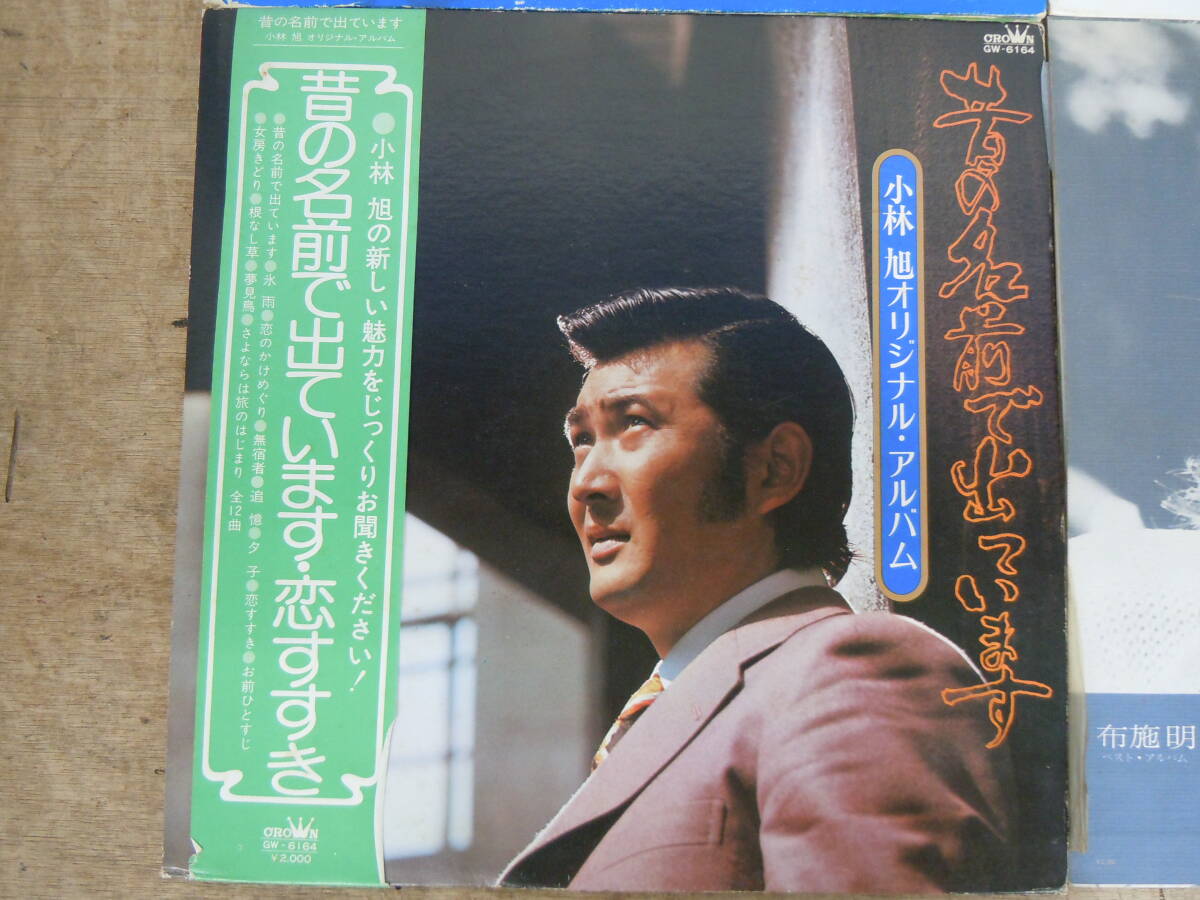 昔の名前で出ています
小林 旭 オリジナル・アルバム
●小林 旭の新しい魅力をじっくりお聞きください!
昔の名前で出ています・恋すすき
●昔の名前で出ています●氷 雨●恋のかけめぐり●無宿者●追 憶●夕 子●恋すすき●お前ひとすじ
●女房きどり●根なし草●夢見鳥●さよならは旅のはじまり 全12曲
CROWN
GW-6164
¥2,000
CROWN
GW-6164
昔の名前で出ています
小林 旭オリジナル・アルバム
布施明
ベスト・アルバム